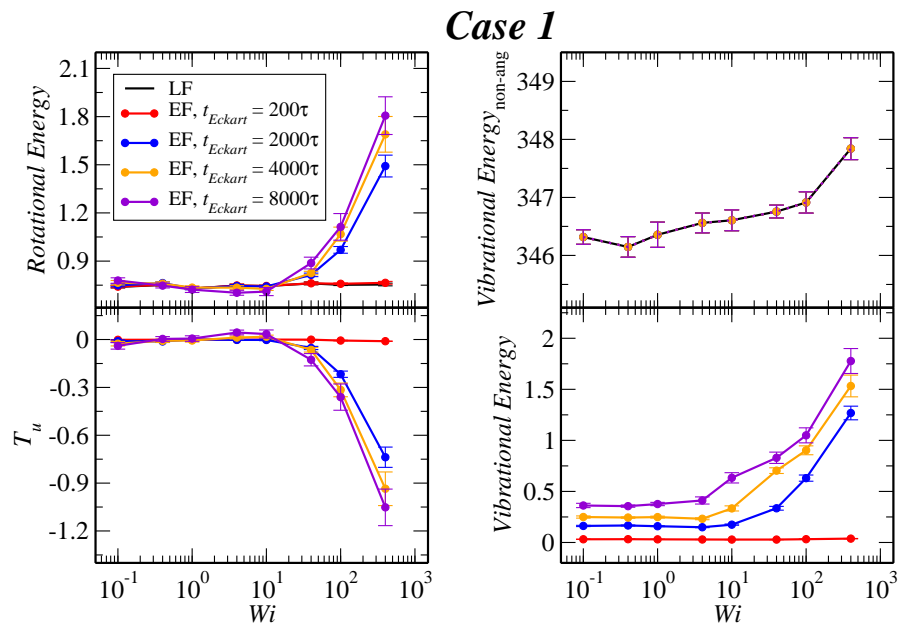 Case 1
Rotational Energy
2.1
1.8
1.5
1.2
0.9
LF
EF, t_Eckart = 200τ
EF, t_Eckart = 2000τ
EF, t_Eckart = 4000τ
EF, t_Eckart = 8000τ
Vibrational Energy_non-ang
349
348
347
346
T_u
0
-0.3
-0.6
-0.9
-1.2
10^-1
10^0
10^1
10^2
10^3
Wi
Vibrational Energy
2
1.5
1
0.5
0
10^-1
10^0
10^1
10^2
10^3
Wi